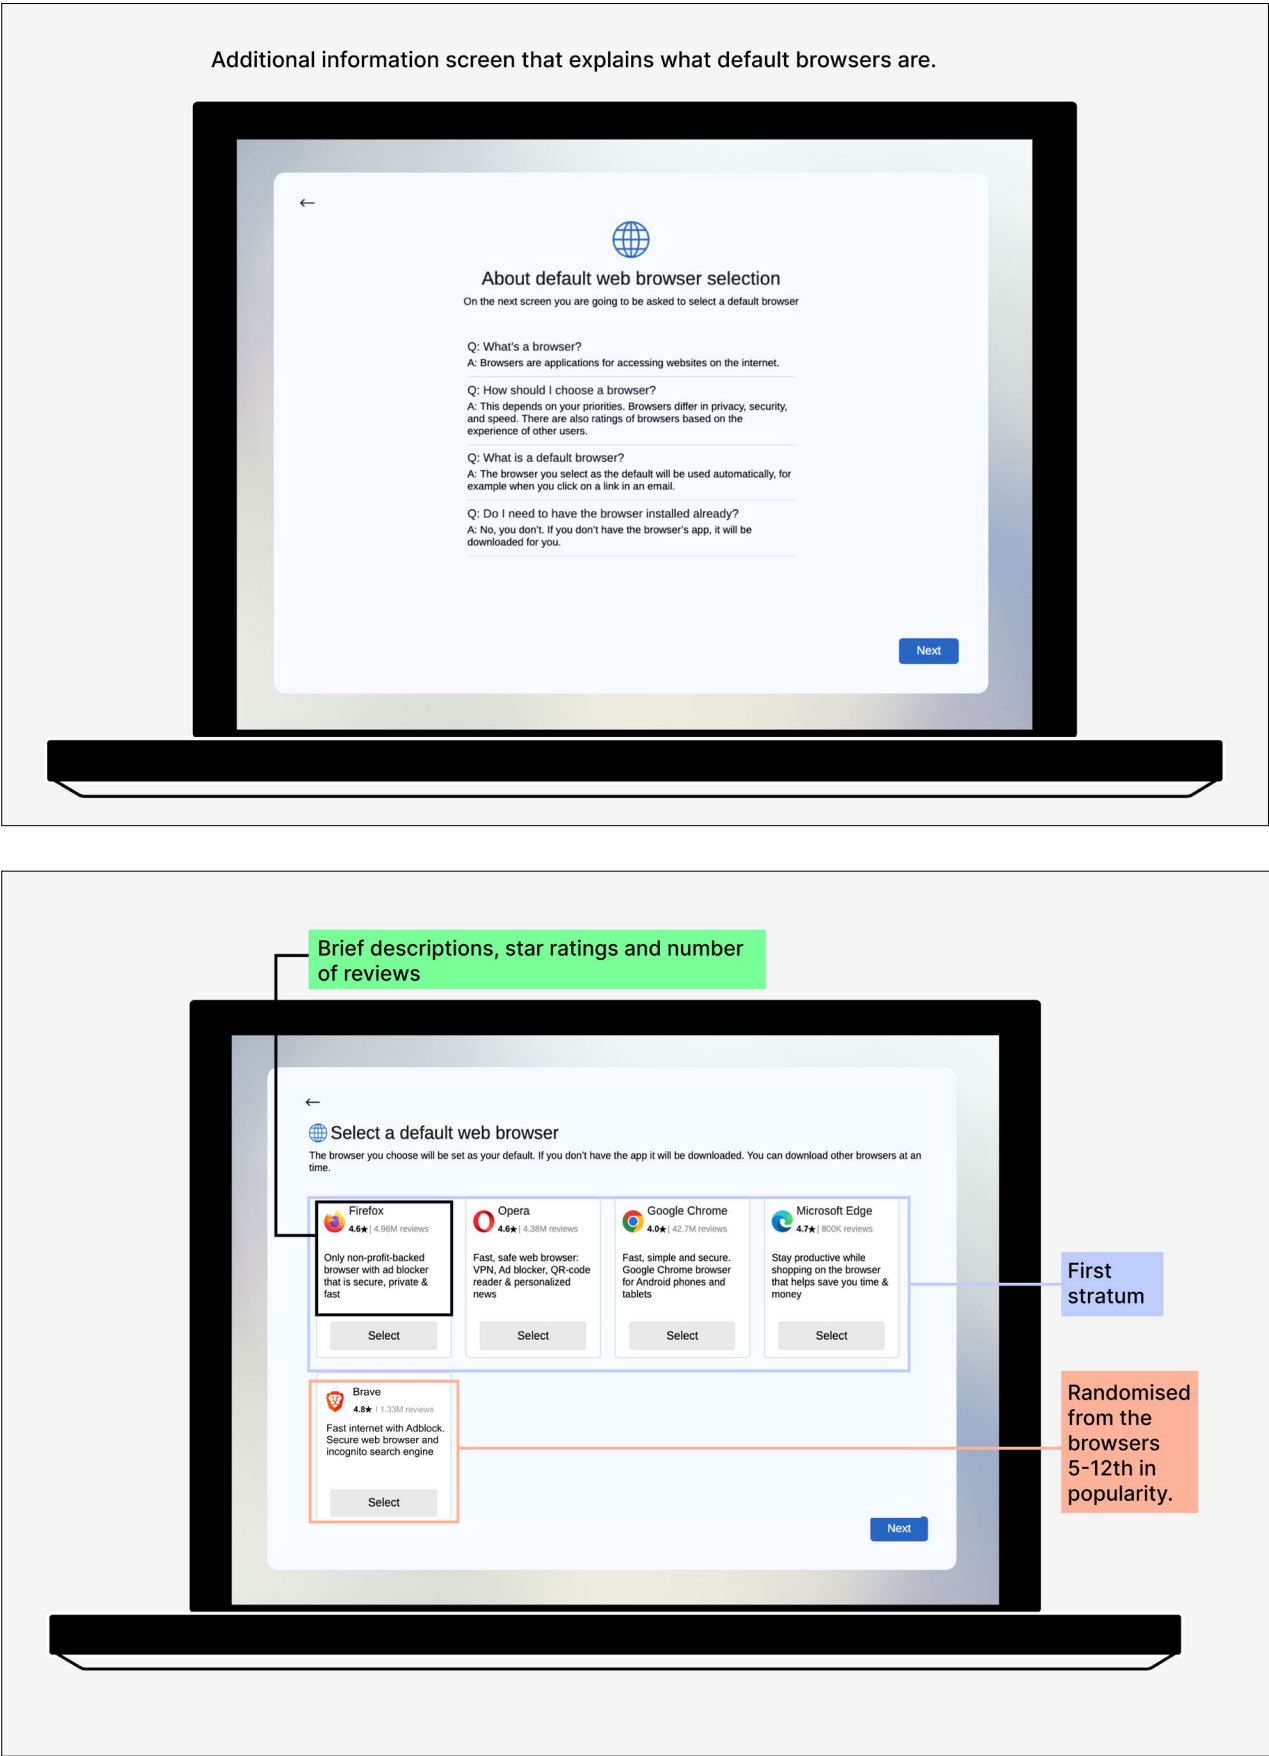 Additional information screen that explains what default browsers are.
←
About default web browser selection
On the next screen you are going to be asked to select a default browser
Q: What's a browser?
A: Browsers are applications for accessing websites on the internet.
Q: How should I choose a browser?
A: This depends on your priorities. Browsers differ in privacy, security,
and speed. There are also ratings of browsers based on the
experience of other users.
Q: What is a default browser?
A: The browser you select as the default will be used automatically, for
example when you click on a link in an email.
Q: Do I need to have the browser installed already?
A: No, you don't. If you don't have the browser's app, it will be
downloaded for you.
Next
Brief descriptions, star ratings and number
of reviews
←
Select a default web browser
The browser you choose will be set as your default. If you don't have the app it will be downloaded. You can download other browsers at an
time.
Firefox
4.6★ | 4.96M reviews
Only non-profit-backed
browser with ad blocker
that is secure, private &
fast
Select
Opera
4.6★ | 4.38M reviews
Fast, safe web browser:
VPN, Ad blocker, QR-code
reader & personalized
news
Select
Google Chrome
4.0★ | 42.7M reviews
Fast, simple and secure.
Google Chrome browser
for Android phones and
tablets
Select
Microsoft Edge
4.7★ | 800K reviews
Stay productive while
shopping on the browser
that helps save you time &
money
Select
First
stratum
Brave
4.8★ | 1.33M reviews
Fast internet with Adblock.
Secure web browser and
incognito search engine
Select
Randomised
from the
browsers
5-12th in
popularity.
Next